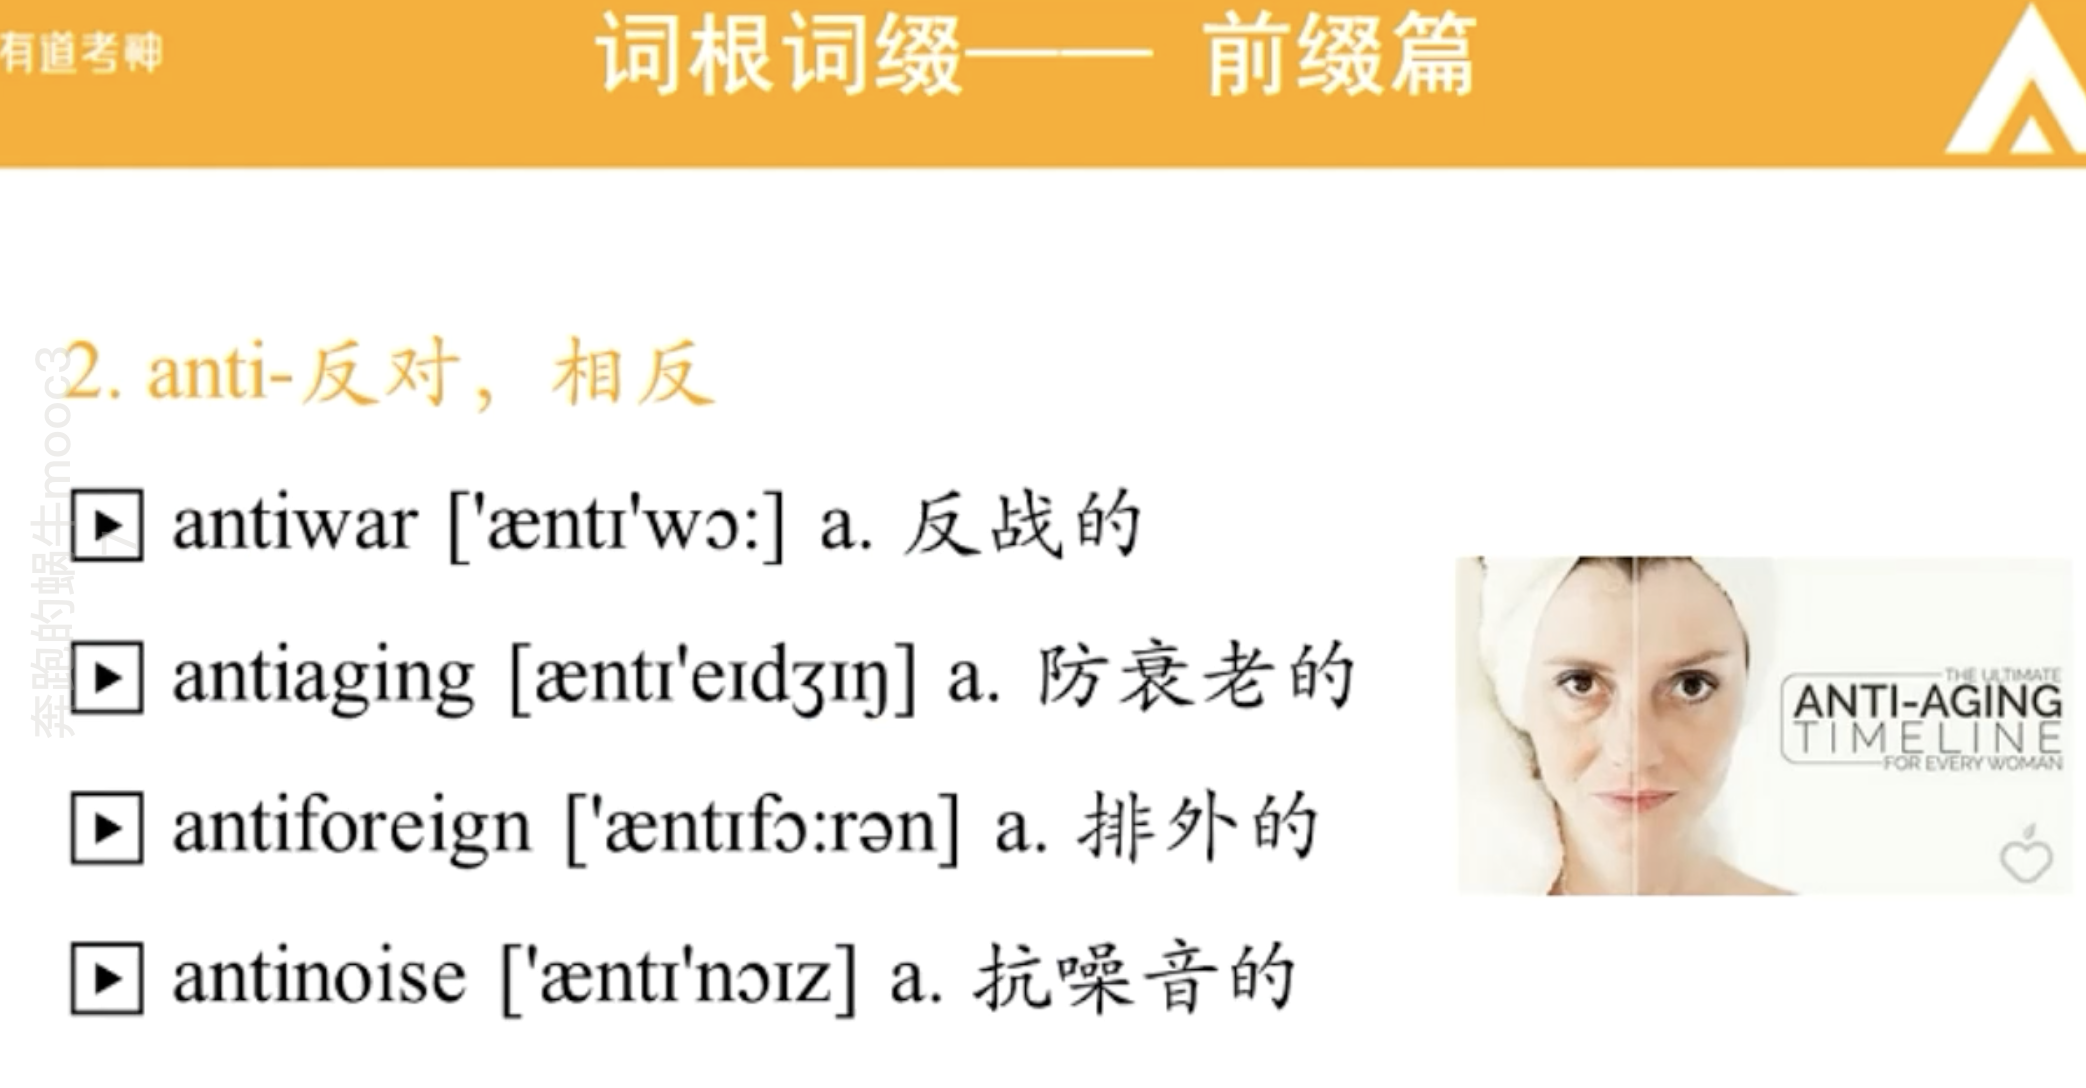 有道考神
词根词缀—— 前缀篇
2. anti-反对，相反
antiwar ['æntɪ'wɔ:] a. 反战的
antiaging [æntɪ'eɪdʒɪŋ] a. 防衰老的
antiforeign ['æntɪfɔ:rən] a. 排外的
antinoise ['æntɪ'nɔɪz] a. 抗噪音的
THE ULTIMATE
ANTI-AGING
TIMELINE
FOR EVERY WOMAN
奔跑的蜗牛mooc3